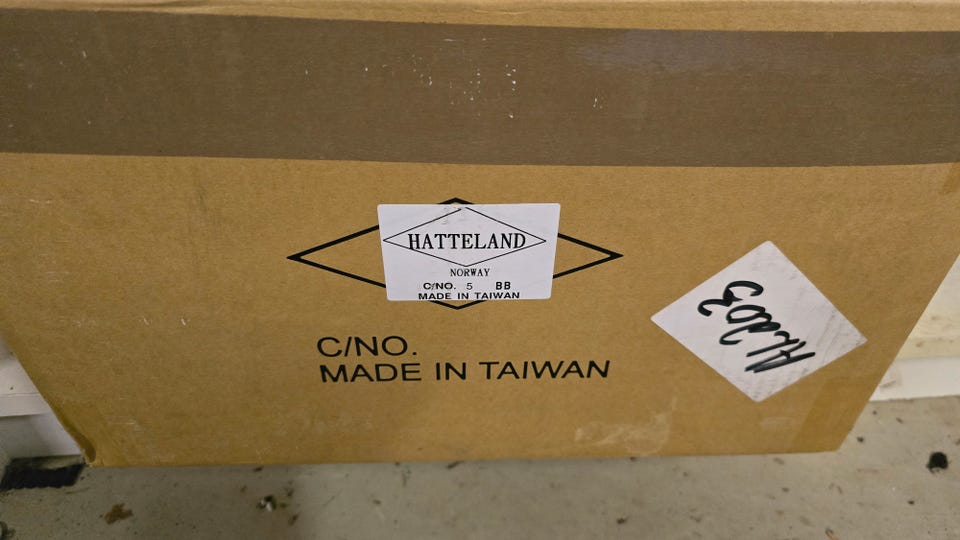 HATTELAND
NORWAY
C/NO. 5 BB
MADE IN TAIWAN
C/NO.
MADE IN TAIWAN